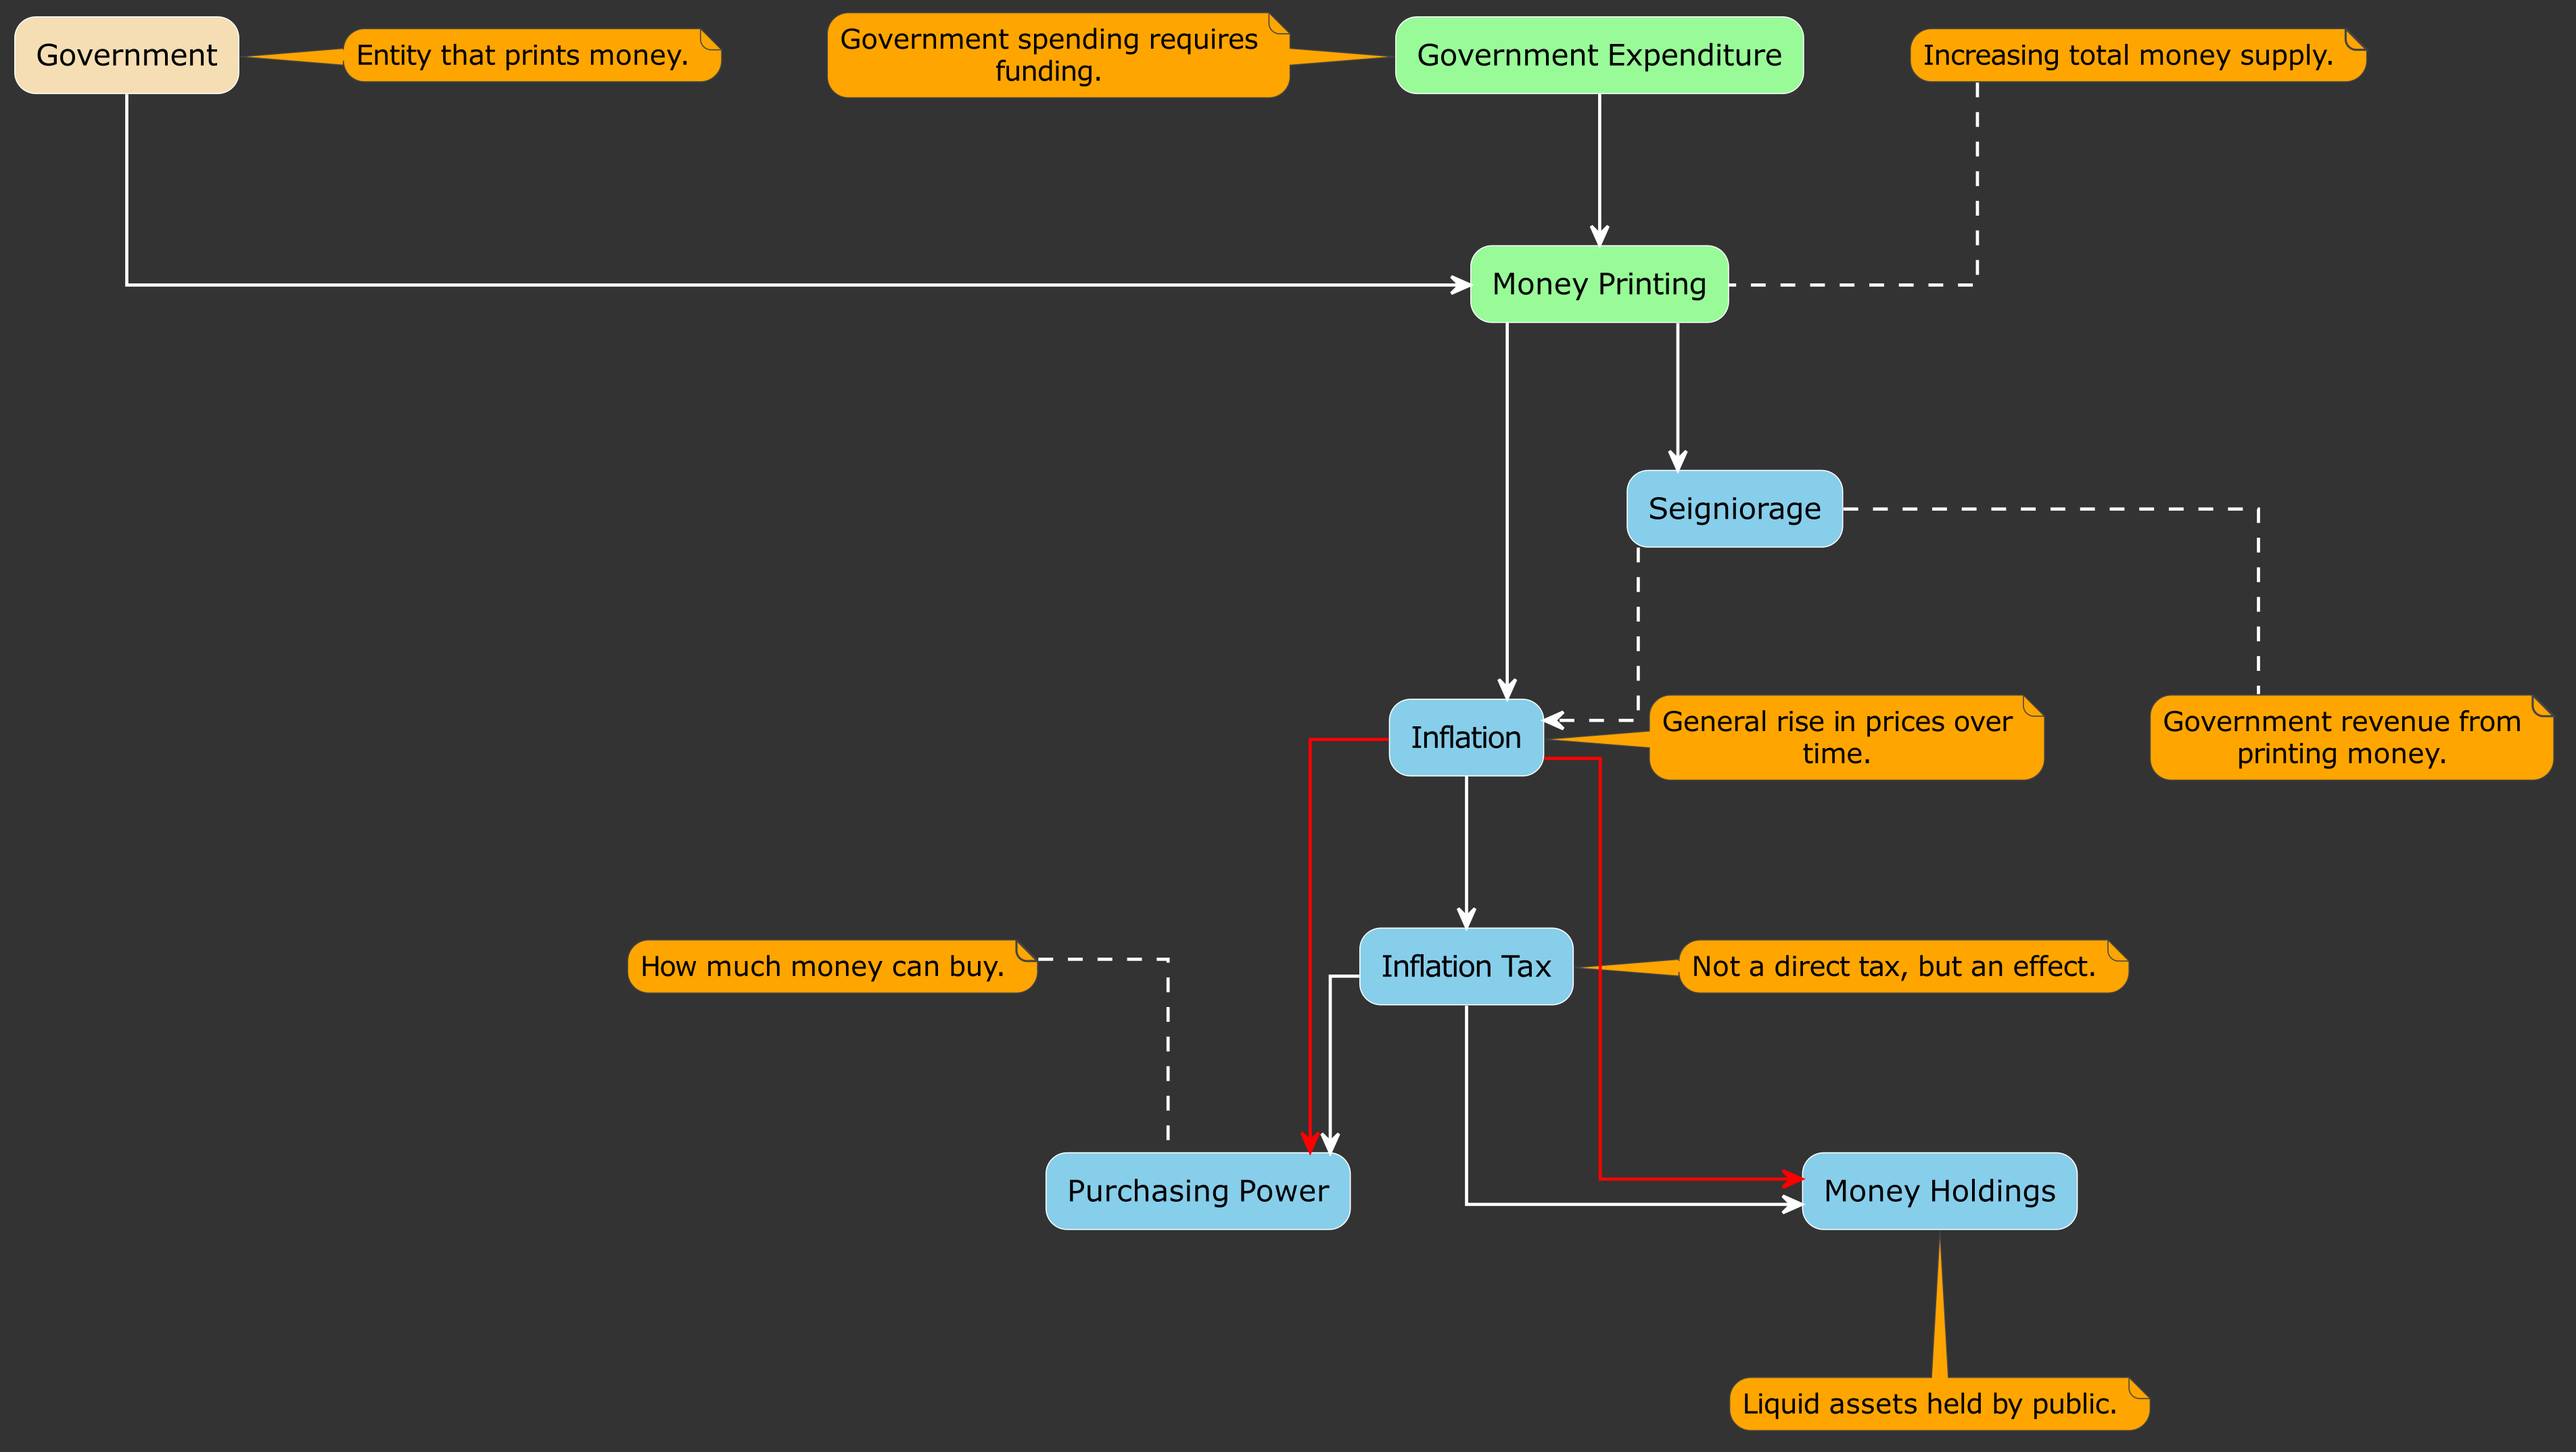 Government
Entity that prints money.
Government spending requires
funding.
Government Expenditure
Increasing total money supply.
Money Printing
Seigniorage
Inflation
General rise in prices over
time.
Government revenue from
printing money.
How much money can buy.
Inflation Tax
Not a direct tax, but an effect.
Purchasing Power
Money Holdings
Liquid assets held by public.